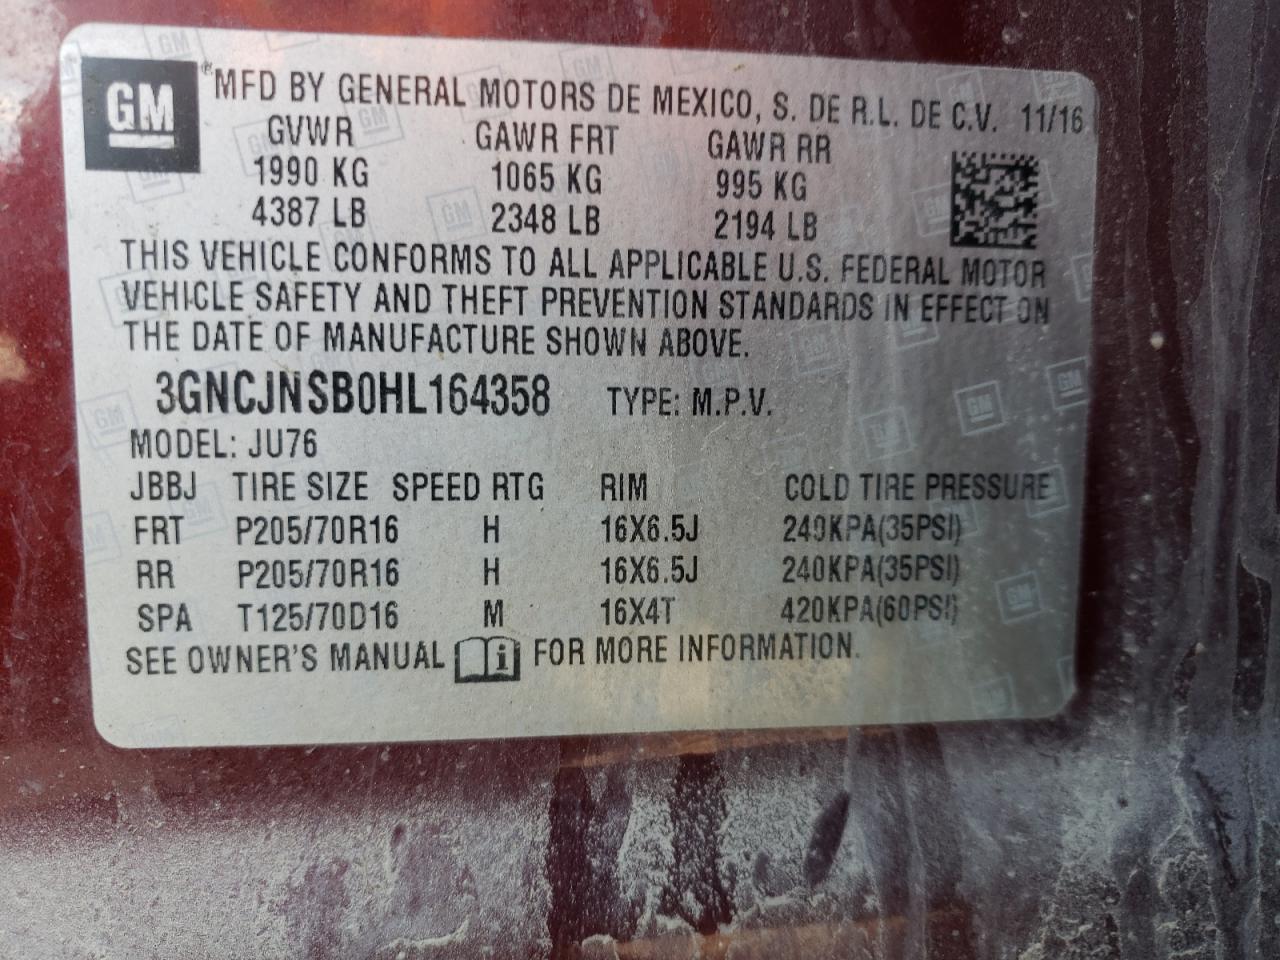 GM ® MFD BY GENERAL MOTORS DE MEXICO, S. DE R.L. DE C.V. 11/16
GVWR GAWR FRT GAWR RR
1990 KG 1065 KG 995 KG
4387 LB 2348 LB 2194 LB
THIS VEHICLE CONFORMS TO ALL APPLICABLE U.S. FEDERAL MOTOR
VEHICLE SAFETY AND THEFT PREVENTION STANDARDS IN EFFECT ON
THE DATE OF MANUFACTURE SHOWN ABOVE.
3GNCJNSB0HL164358 TYPE: M.P.V.
MODEL: JU76
JBBJ TIRE SIZE SPEED RTG RIM COLD TIRE PRESSURE
FRT P205/70R16 H 16X6.5J 240KPA(35PSI)
RR P205/70R16 H 16X6.5J 240KPA(35PSI)
SPA T125/70D16 M 16X4T 420KPA(60PSI)
SEE OWNER'S MANUAL i FOR MORE INFORMATION.